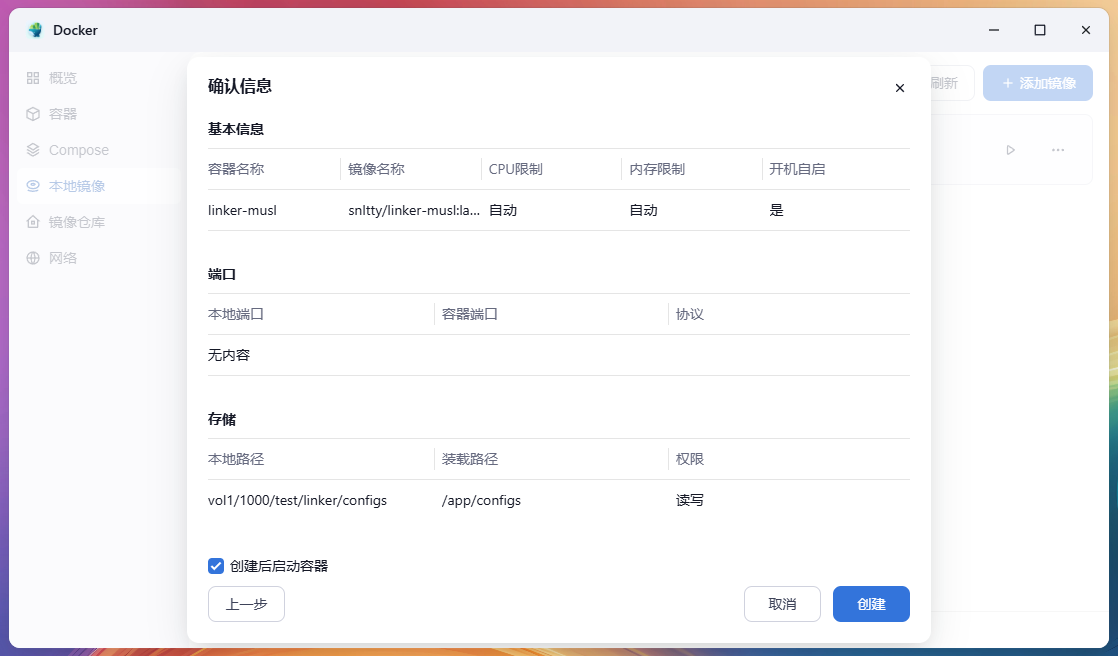 Docker
概览
容器
Compose
本地镜像
镜像仓库
网络
刷新
+ 添加镜像
确认信息
基本信息
容器名称 镜像名称 CPU限制 内存限制 开机自启
linker-musl snltty/linker-musl:la... 自动 自动 是
端口
本地端口 容器端口 协议
无内容
存储
本地路径 装载路径 权限
vol1/1000/test/linker/configs /app/configs 读写
创建后启动容器
上一步 取消 创建